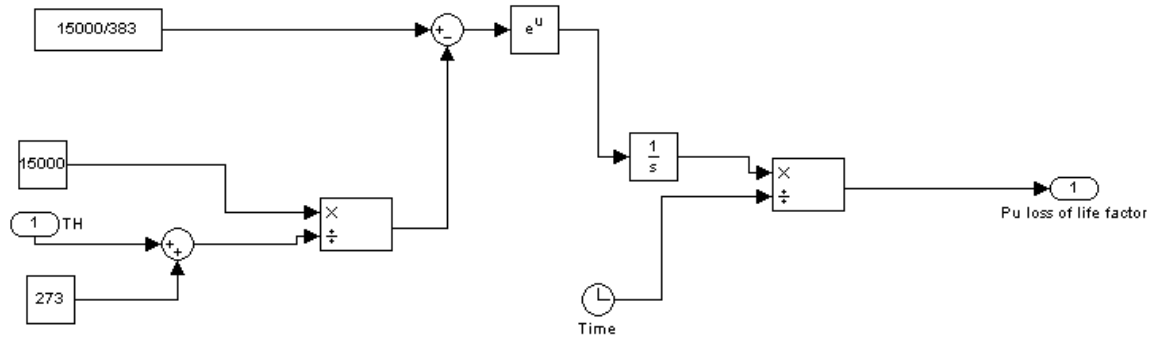 15000/383
+
−
e^u
15000
1
s
×
÷
1
Pu loss of life factor
1
TH
×
÷
+
+
273
Time